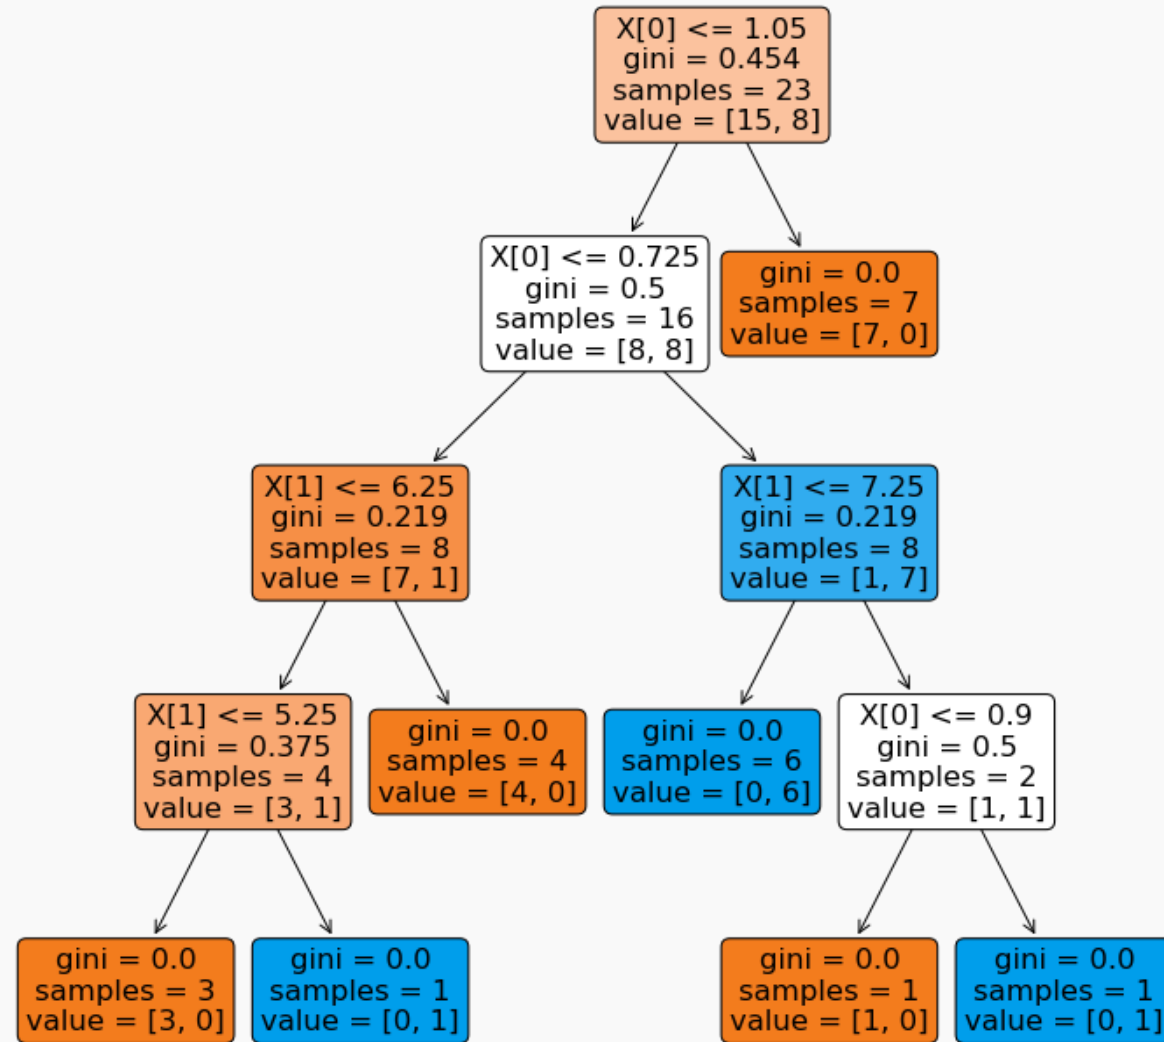 X[0] <= 1.05
gini = 0.454
samples = 23
value = [15, 8]
X[0] <= 0.725
gini = 0.5
samples = 16
value = [8, 8]
gini = 0.0
samples = 7
value = [7, 0]
X[1] <= 6.25
gini = 0.219
samples = 8
value = [7, 1]
X[1] <= 7.25
gini = 0.219
samples = 8
value = [1, 7]
X[1] <= 5.25
gini = 0.375
samples = 4
value = [3, 1]
gini = 0.0
samples = 4
value = [4, 0]
gini = 0.0
samples = 6
value = [0, 6]
X[0] <= 0.9
gini = 0.5
samples = 2
value = [1, 1]
gini = 0.0
samples = 3
value = [3, 0]
gini = 0.0
samples = 1
value = [0, 1]
gini = 0.0
samples = 1
value = [1, 0]
gini = 0.0
samples = 1
value = [0, 1]